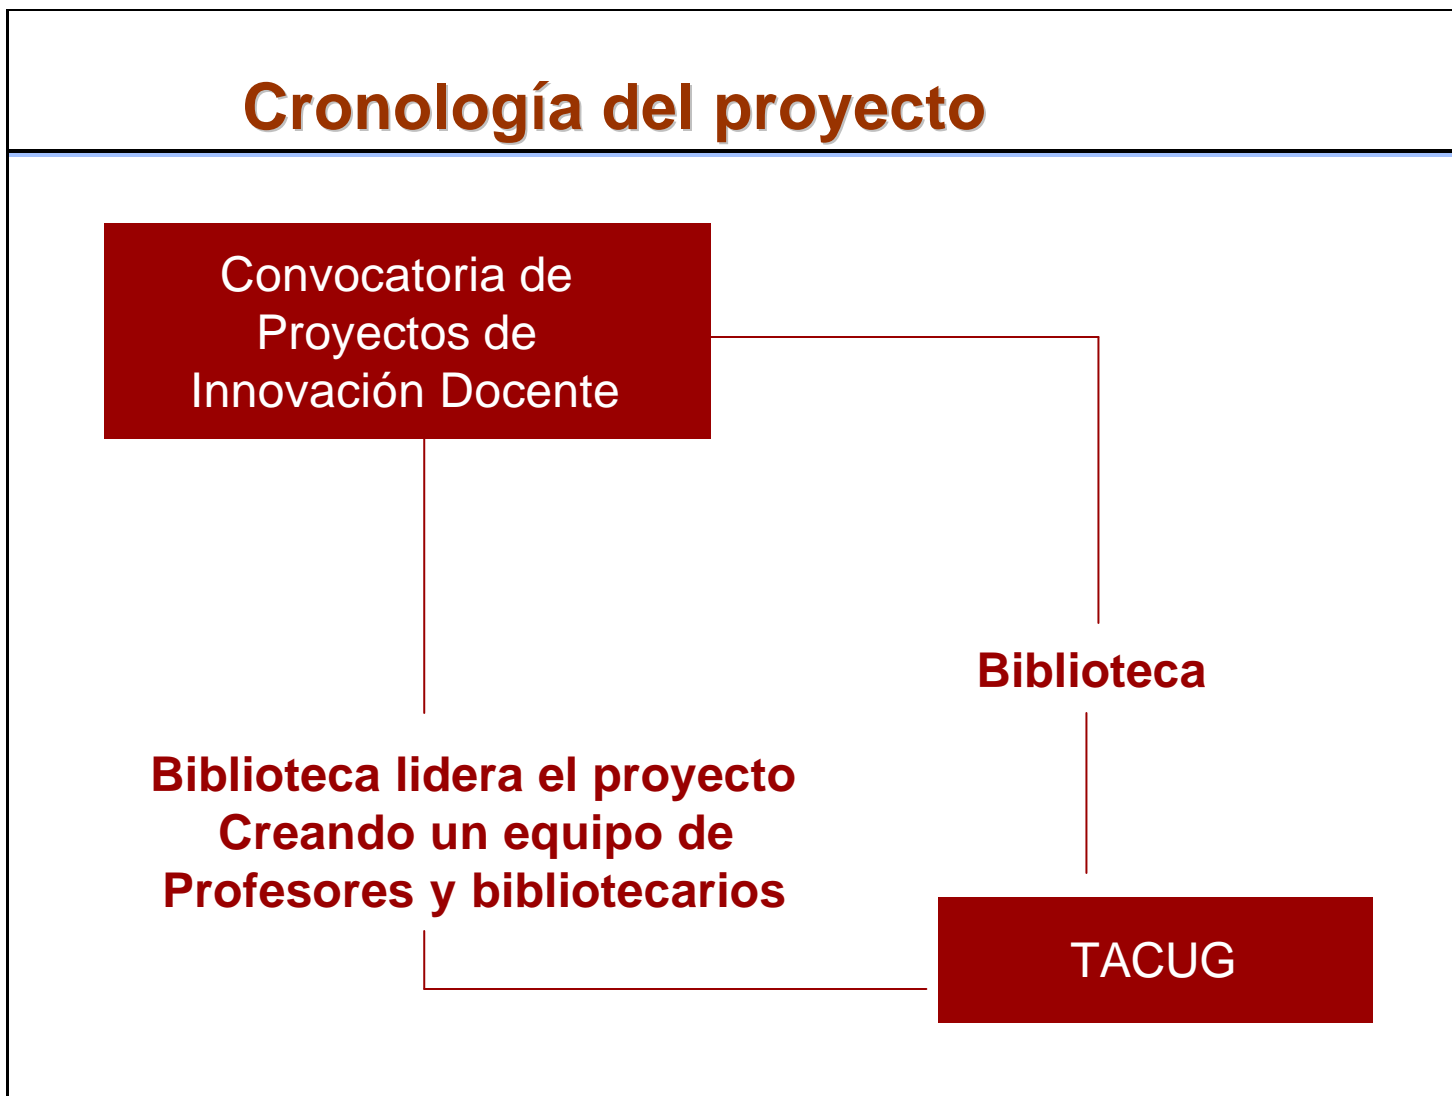 Cronología del proyecto
Convocatoria de
Proyectos de
Innovación Docente
Biblioteca
Biblioteca lidera el proyecto
Creando un equipo de
Profesores y bibliotecarios
TACUG